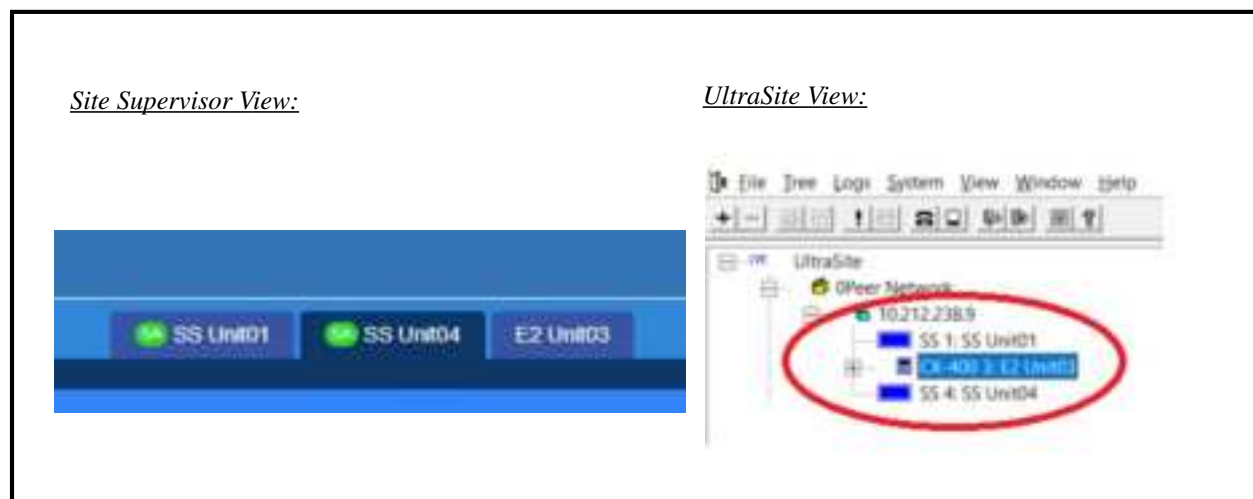 Site Supervisor View:
UltraSite View:
SS Unit01
SS Unit04
E2 Unit03
File Tree Logs System View Window Help
UltraSite
0Peer Network
10.212.238.9
SS 1: SS Unit01
CX-400 3: E2 Unit03
SS 4: SS Unit04